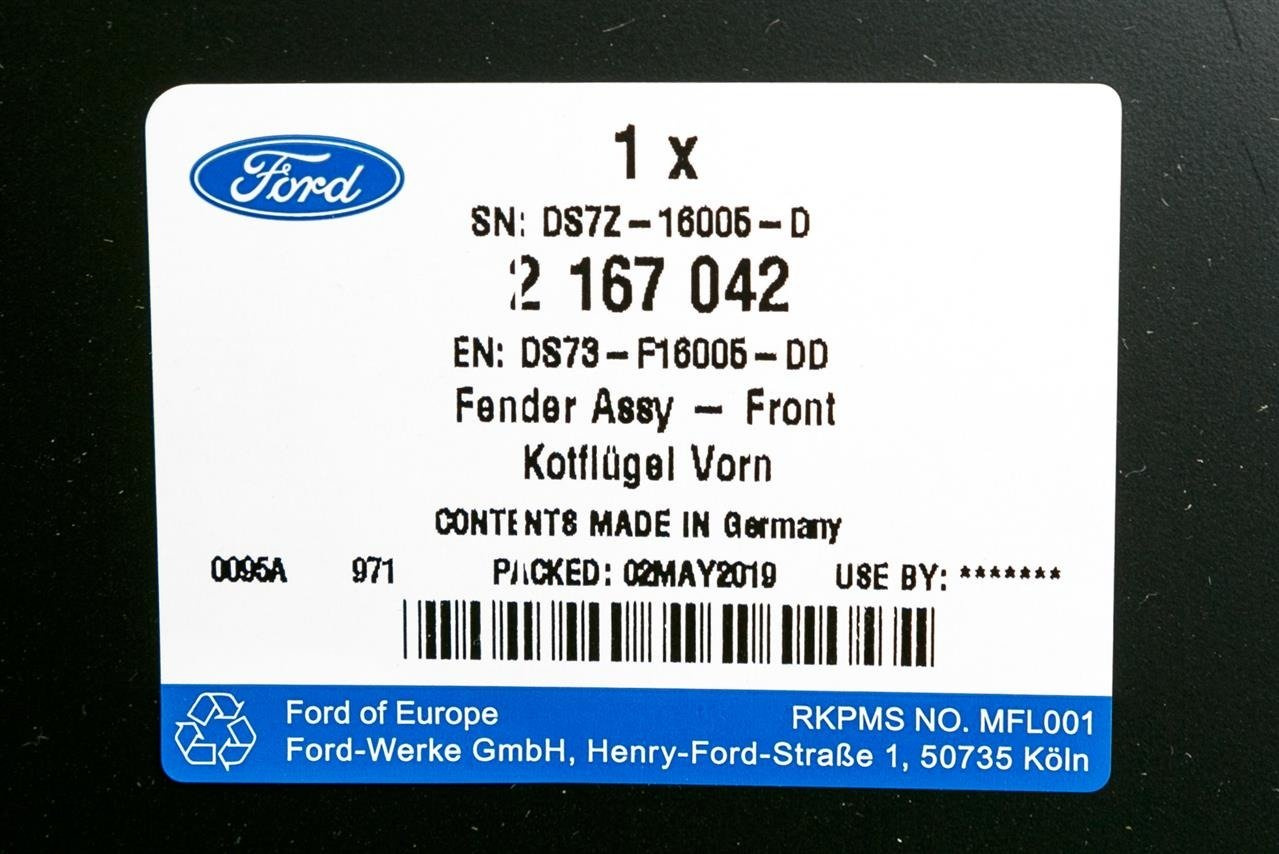 Ford
1 x
SN: DS7Z-16005-D
2 167 042
EN: DS73-F16005-DD
Fender Assy - Front
Kotflügel Vorn
CONTENTS MADE IN Germany
0095A 971 PACKED: 02MAY2019 USE BY: *******
Ford of Europe RKPMS NO. MFL001
Ford-Werke GmbH, Henry-Ford-Straße 1, 50735 Köln